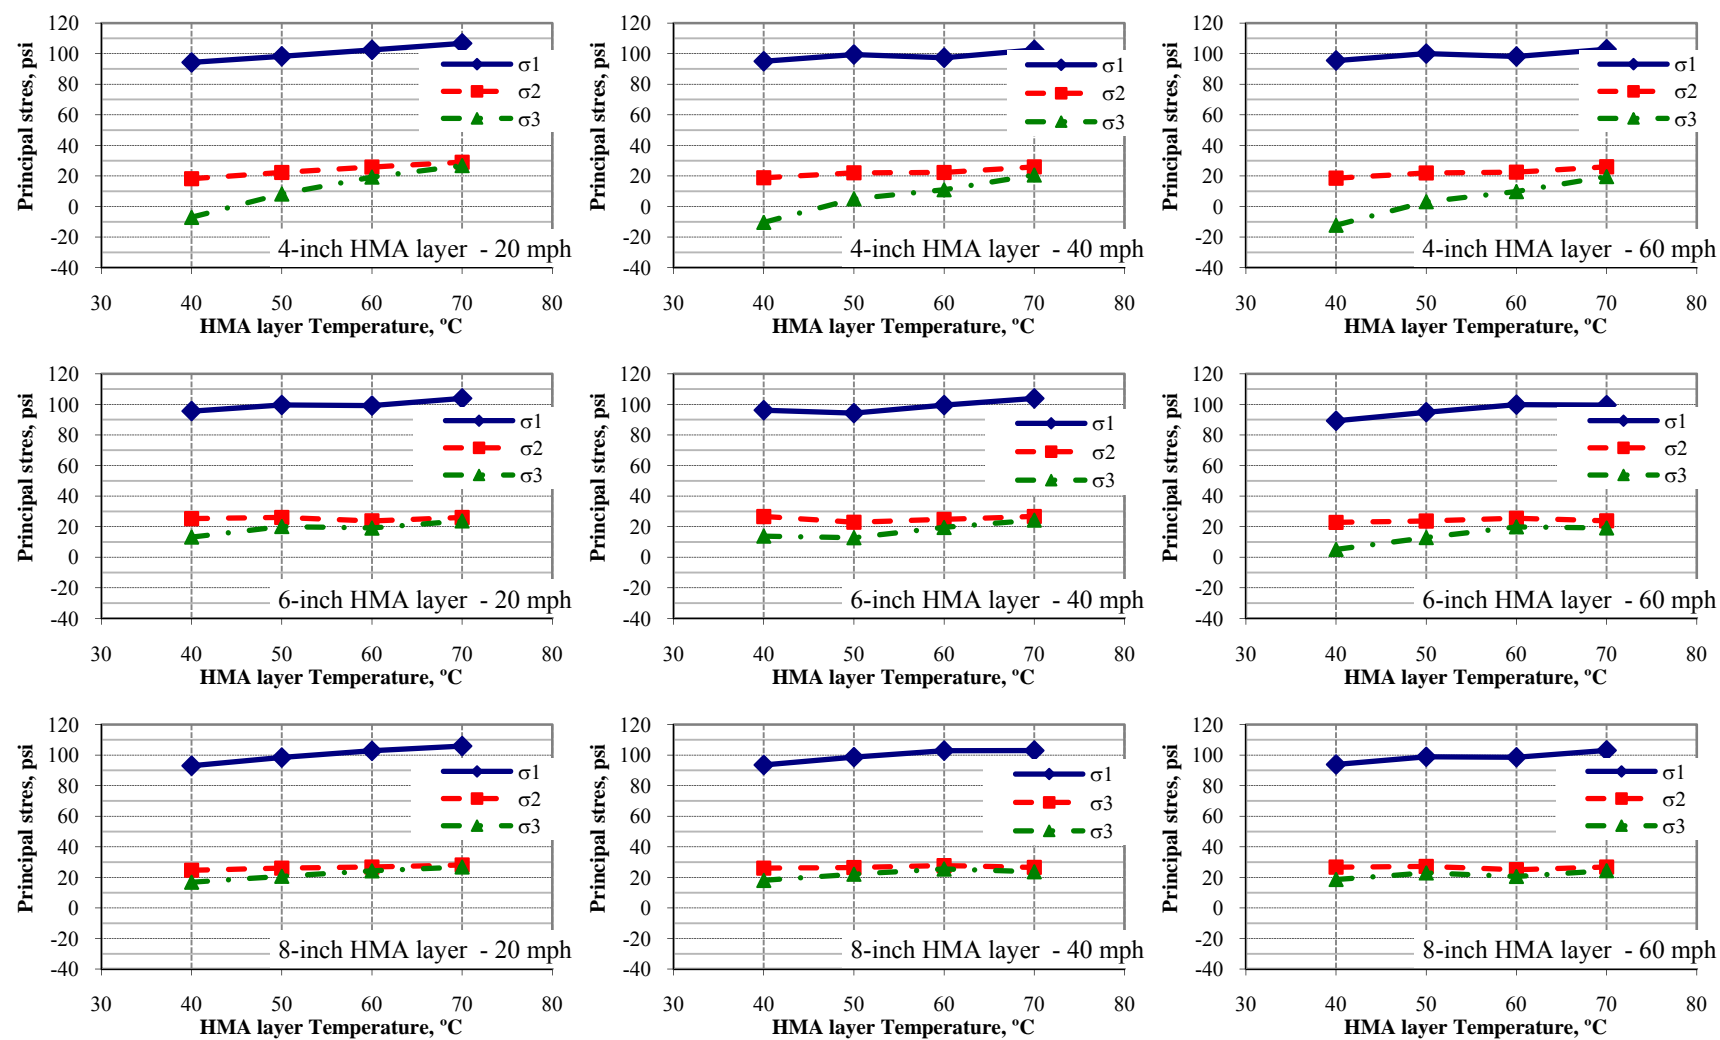 120
100
80
60
40
20
0
-20
-40
Principal stres, psi
σ1
σ2
σ3
4-inch HMA layer - 20 mph
30 40 50 60 70 80
HMA layer Temperature, ºC
120
100
80
60
40
20
0
-20
-40
Principal stres, psi
σ1
σ2
σ3
4-inch HMA layer - 40 mph
30 40 50 60 70 80
HMA layer Temperature, ºC
120
100
80
60
40
20
0
-20
-40
Principal stres, psi
σ1
σ2
σ3
4-inch HMA layer - 60 mph
30 40 50 60 70 80
HMA layer Temperature, ºC
120
100
80
60
40
20
0
-20
-40
Principal stres, psi
σ1
σ2
σ3
6-inch HMA layer - 20 mph
30 40 50 60 70 80
HMA layer Temperature, ºC
120
100
80
60
40
20
0
-20
-40
Principal stres, psi
σ1
σ2
σ3
6-inch HMA layer - 40 mph
30 40 50 60 70 80
HMA layer Temperature, ºC
120
100
80
60
40
20
0
-20
-40
Principal stres, psi
σ1
σ2
σ3
6-inch HMA layer - 60 mph
30 40 50 60 70 80
HMA layer Temperature, ºC
120
100
80
60
40
20
0
-20
-40
Principal stres, psi
σ1
σ2
σ3
8-inch HMA layer - 20 mph
30 40 50 60 70 80
HMA layer Temperature, ºC
120
100
80
60
40
20
0
-20
-40
Principal stres, psi
σ1
σ3
σ3
8-inch HMA layer - 40 mph
30 40 50 60 70 80
HMA layer Temperature, ºC
120
100
80
60
40
20
0
-20
-40
Principal stres, psi
σ1
σ2
σ3
8-inch HMA layer - 60 mph
30 40 50 60 70 80
HMA layer Temperature, ºC